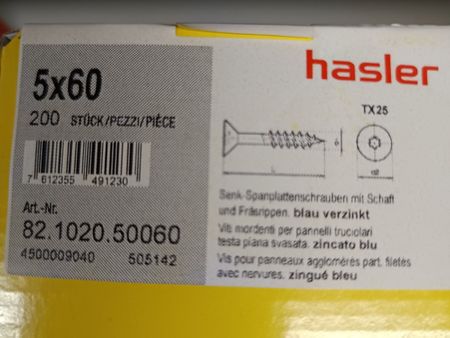 hasler
5x60
200 STÜCK/PEZZI/PIÈCE
TX25
L
d2
7 612355 491230
Senk-Spanplattenschrauben mit Schaft
und Fräsrippen. blau verzinkt
Art.-Nr.
82.1020.50060
Viti mordenti per pannelli truciolari
testa piana svasata. zincato blu
4500009040 505142
Vis pour panneaux agglomérés part. filetés
avec nervures. zingué bleu